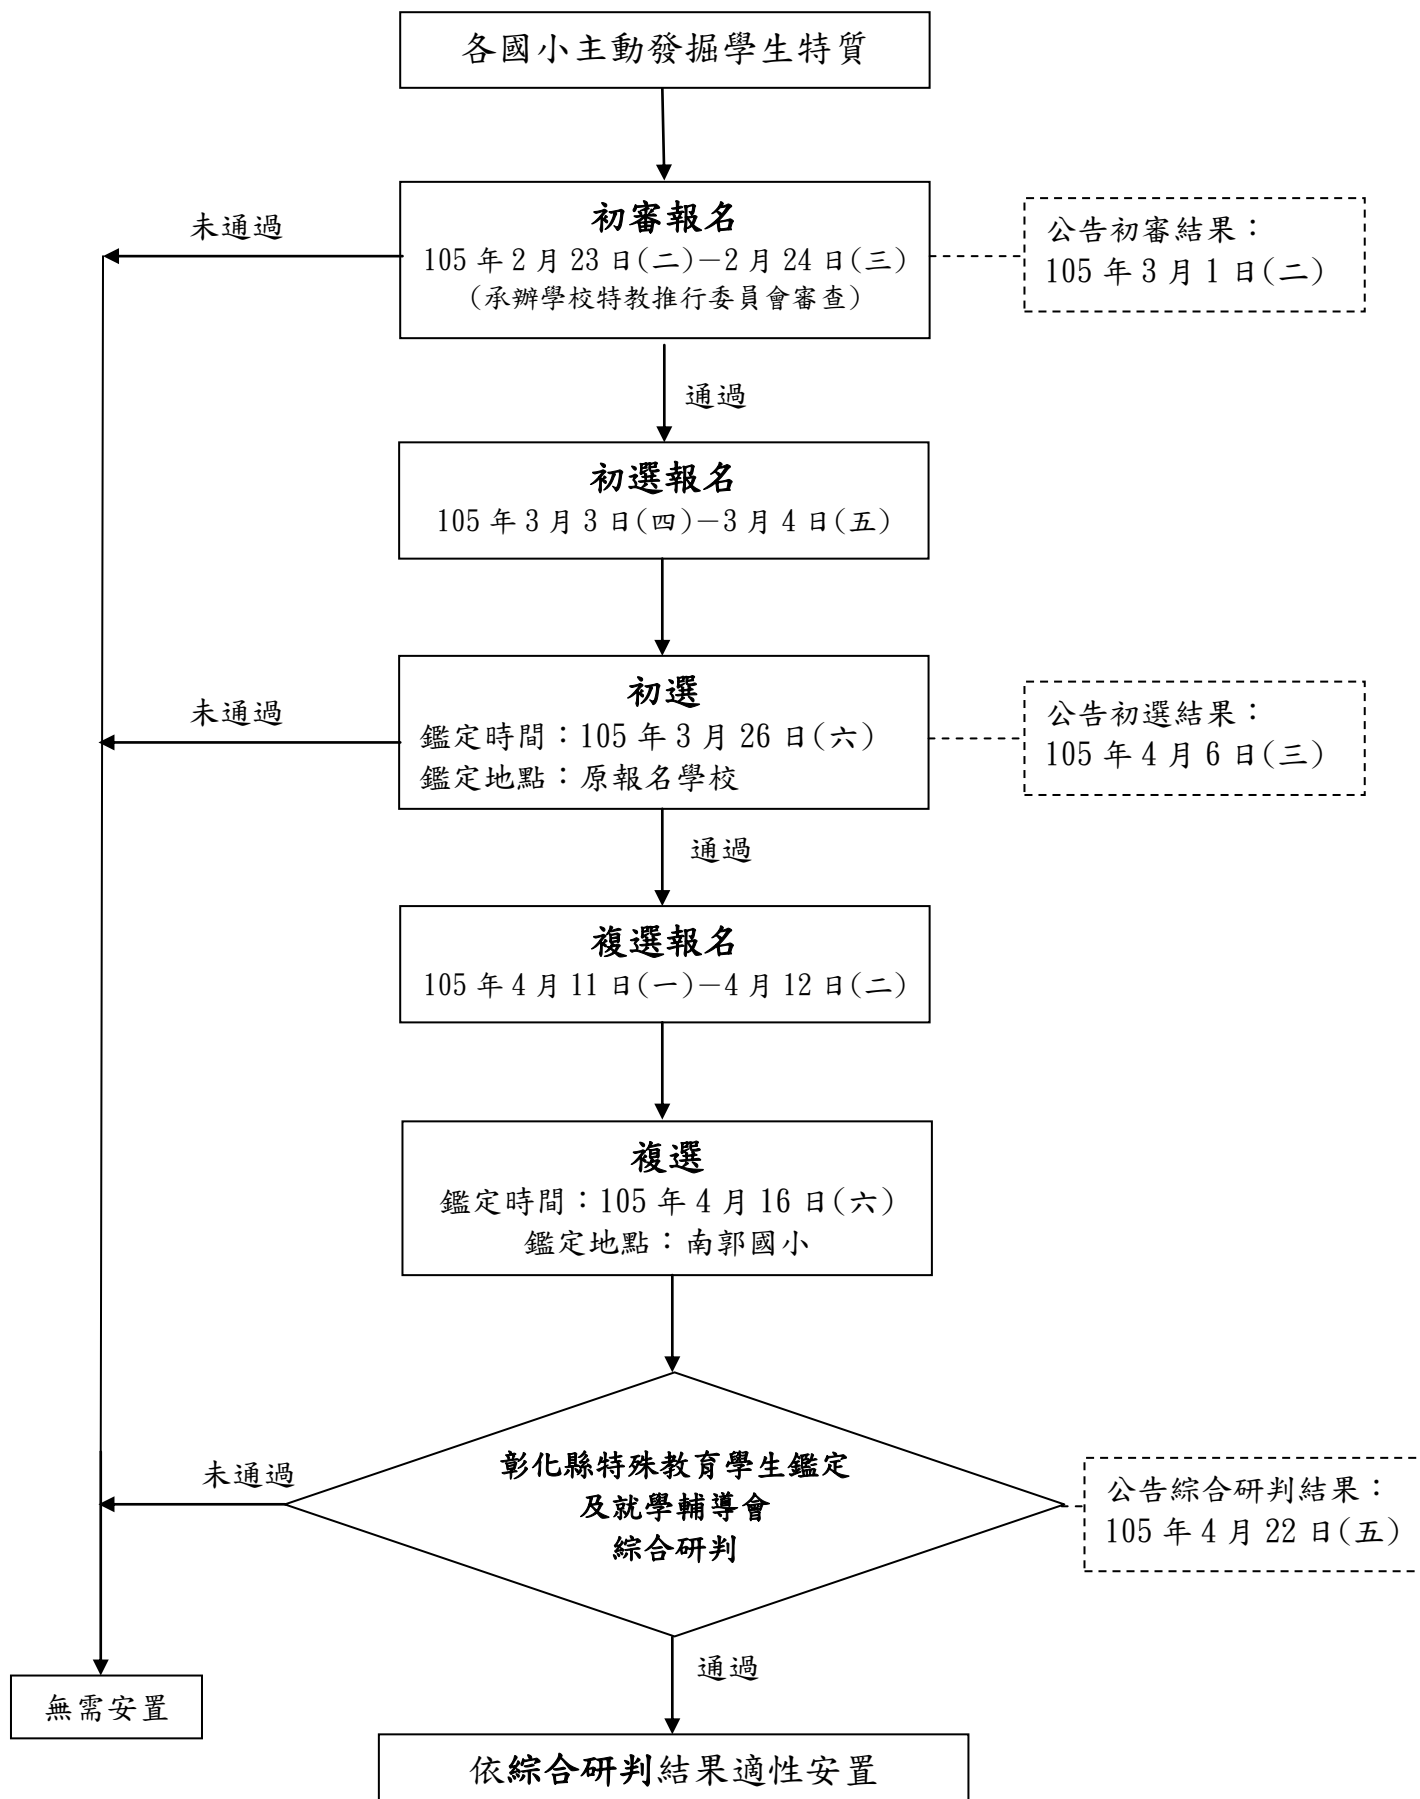 各國小主動發掘學生特質
初審報名
105 年 2 月 23 日(二)－2 月 24 日(三)
(承辦學校特教推行委員會審查)
未通過
公告初審結果：
105 年 3 月 1 日(二)
通過
初選報名
105 年 3 月 3 日(四)－3 月 4 日(五)
初選
鑑定時間：105 年 3 月 26 日(六)
鑑定地點：原報名學校
未通過
公告初選結果：
105 年 4 月 6 日(三)
通過
複選報名
105 年 4 月 11 日(一)－4 月 12 日(二)
複選
鑑定時間：105 年 4 月 16 日(六)
鑑定地點：南郭國小
彰化縣特殊教育學生鑑定
及就學輔導會
綜合研判
未通過
公告綜合研判結果：
105 年 4 月 22 日(五)
通過
無需安置
依綜合研判結果適性安置